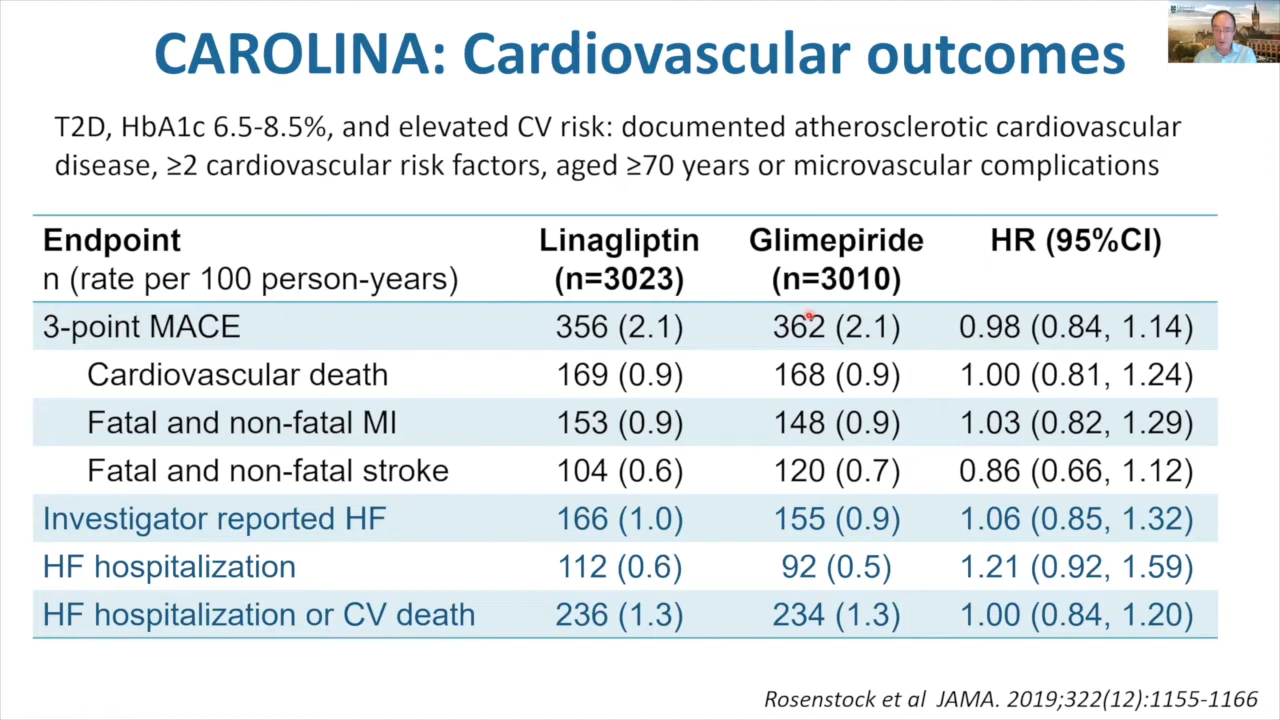 CAROLINA: Cardiovascular outcomes
T2D, HbA1c 6.5-8.5%, and elevated CV risk: documented atherosclerotic cardiovascular
disease, ≥2 cardiovascular risk factors, aged ≥70 years or microvascular complications
Endpoint Linagliptin Glimepiride HR (95%CI)
n (rate per 100 person-years) (n=3023) (n=3010)
3-point MACE 356 (2.1) 362 (2.1) 0.98 (0.84, 1.14)
Cardiovascular death 169 (0.9) 168 (0.9) 1.00 (0.81, 1.24)
Fatal and non-fatal MI 153 (0.9) 148 (0.9) 1.03 (0.82, 1.29)
Fatal and non-fatal stroke 104 (0.6) 120 (0.7) 0.86 (0.66, 1.12)
Investigator reported HF 166 (1.0) 155 (0.9) 1.06 (0.85, 1.32)
HF hospitalization 112 (0.6) 92 (0.5) 1.21 (0.92, 1.59)
HF hospitalization or CV death 236 (1.3) 234 (1.3) 1.00 (0.84, 1.20)
Rosenstock et al JAMA. 2019;322(12):1155-1166